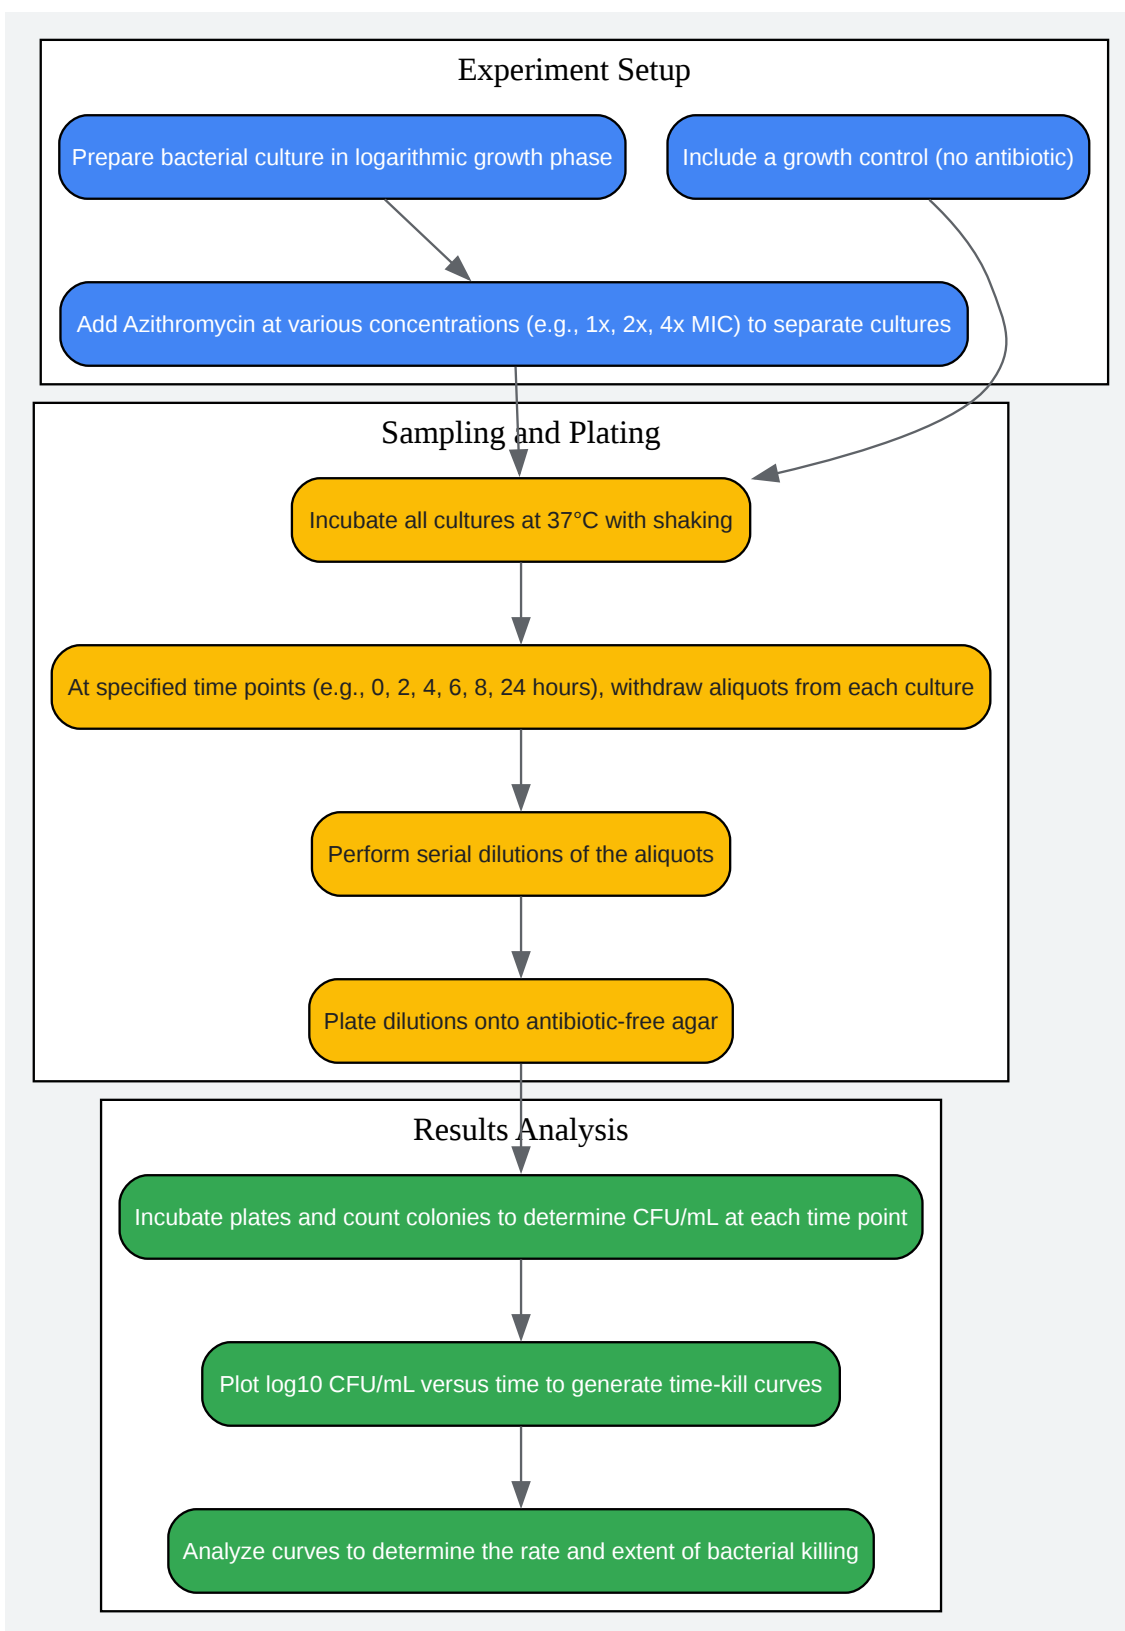 Experiment Setup
Prepare bacterial culture in logarithmic growth phase
Include a growth control (no antibiotic)
Add Azithromycin at various concentrations (e.g., 1x, 2x, 4x MIC) to separate cultures
Sampling and Plating
Incubate all cultures at 37°C with shaking
At specified time points (e.g., 0, 2, 4, 6, 8, 24 hours), withdraw aliquots from each culture
Perform serial dilutions of the aliquots
Plate dilutions onto antibiotic-free agar
Results Analysis
Incubate plates and count colonies to determine CFU/mL at each time point
Plot log10 CFU/mL versus time to generate time-kill curves
Analyze curves to determine the rate and extent of bacterial killing